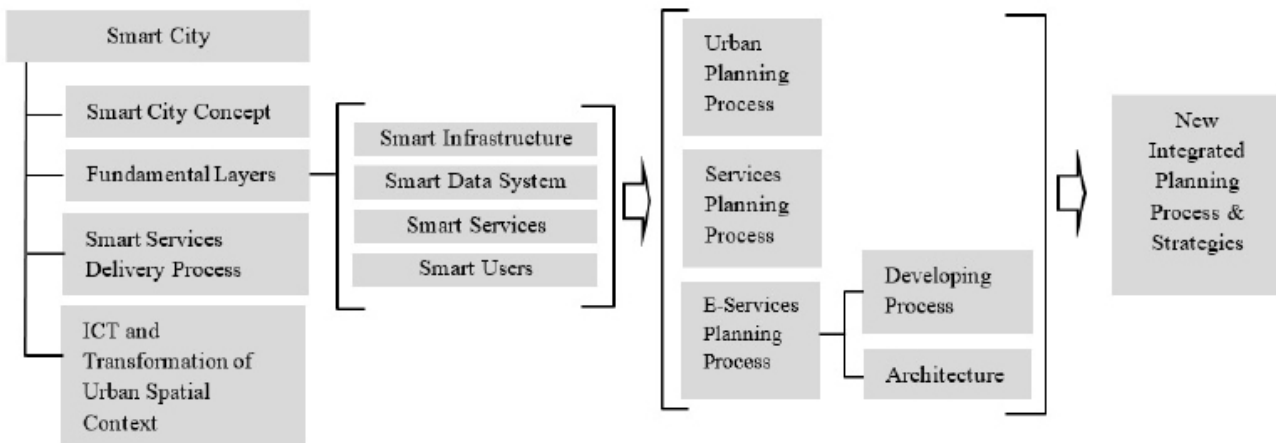 Smart City
Smart City Concept
Fundamental Layers
Smart Services
Delivery Process
ICT and
Transformation of
Urban Spatial
Context
Smart Infrastructure
Smart Data System
Smart Services
Smart Users
Urban
Planning
Process
Services
Planning
Process
E-Services
Planning
Process
Developing
Process
Architecture
New
Integrated
Planning
Process &
Strategies